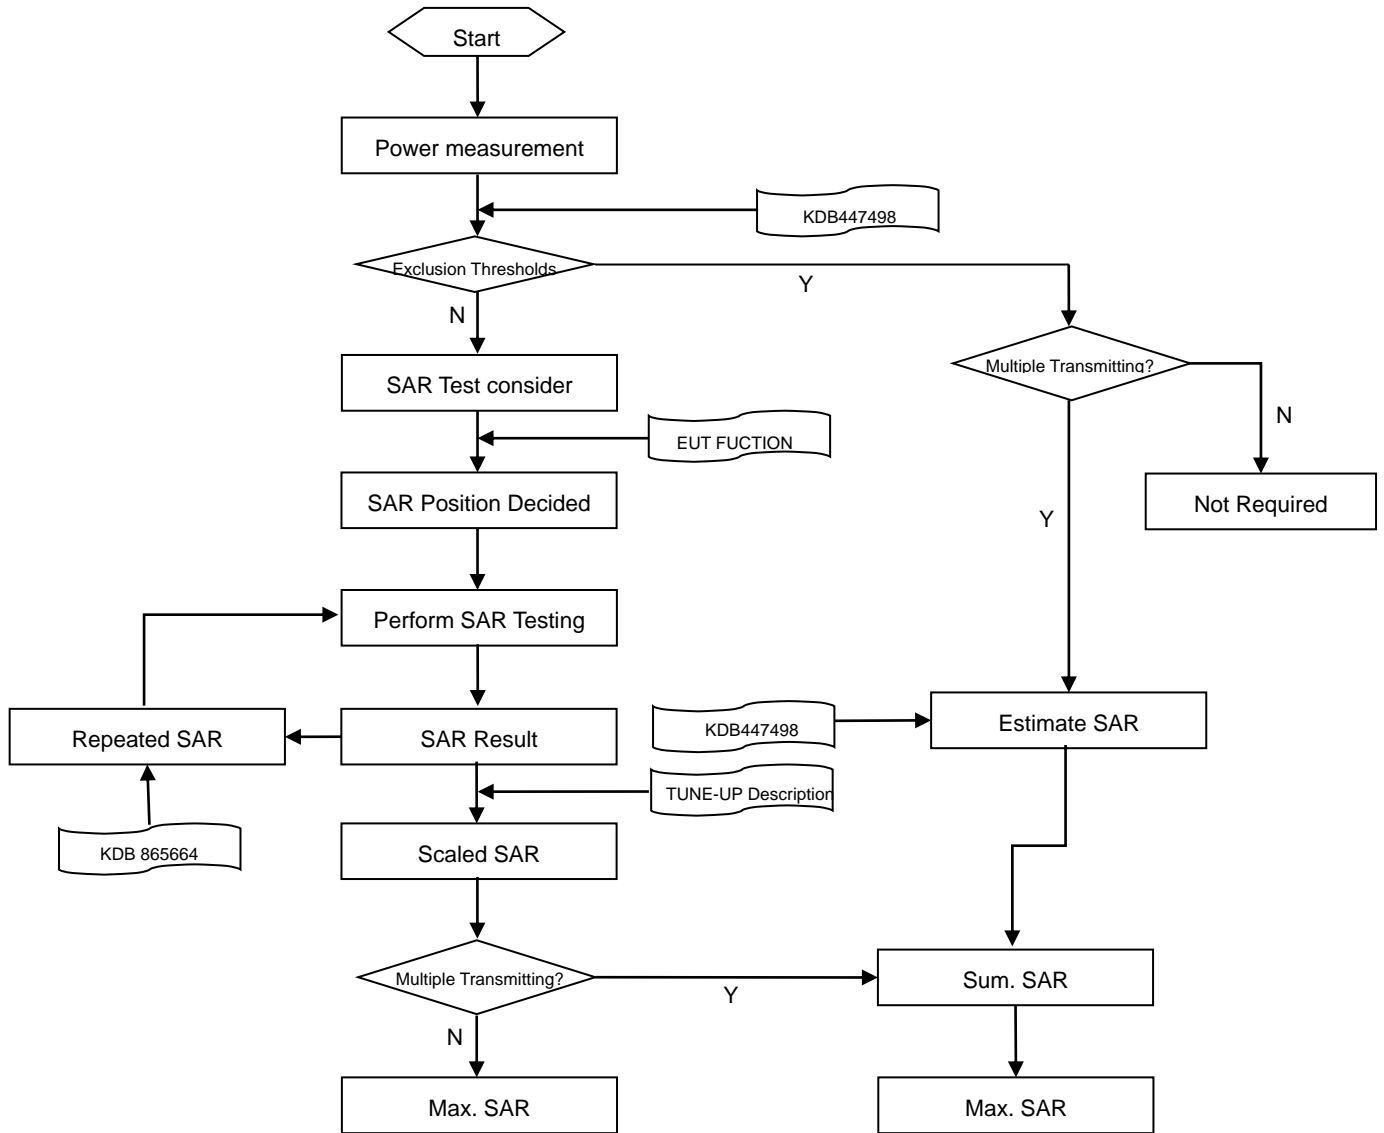 Start
Power measurement
KDB447498
Exclusion Thresholds
Y
N
Multiple Transmitting?
SAR Test consider
N
EUT FUCTION
SAR Position Decided
Not Required
Y
Perform SAR Testing
Repeated SAR
SAR Result
KDB447498
Estimate SAR
TUNE-UP Description
KDB 865664
Scaled SAR
Multiple Transmitting?
Y
Sum. SAR
N
Max. SAR
Max. SAR